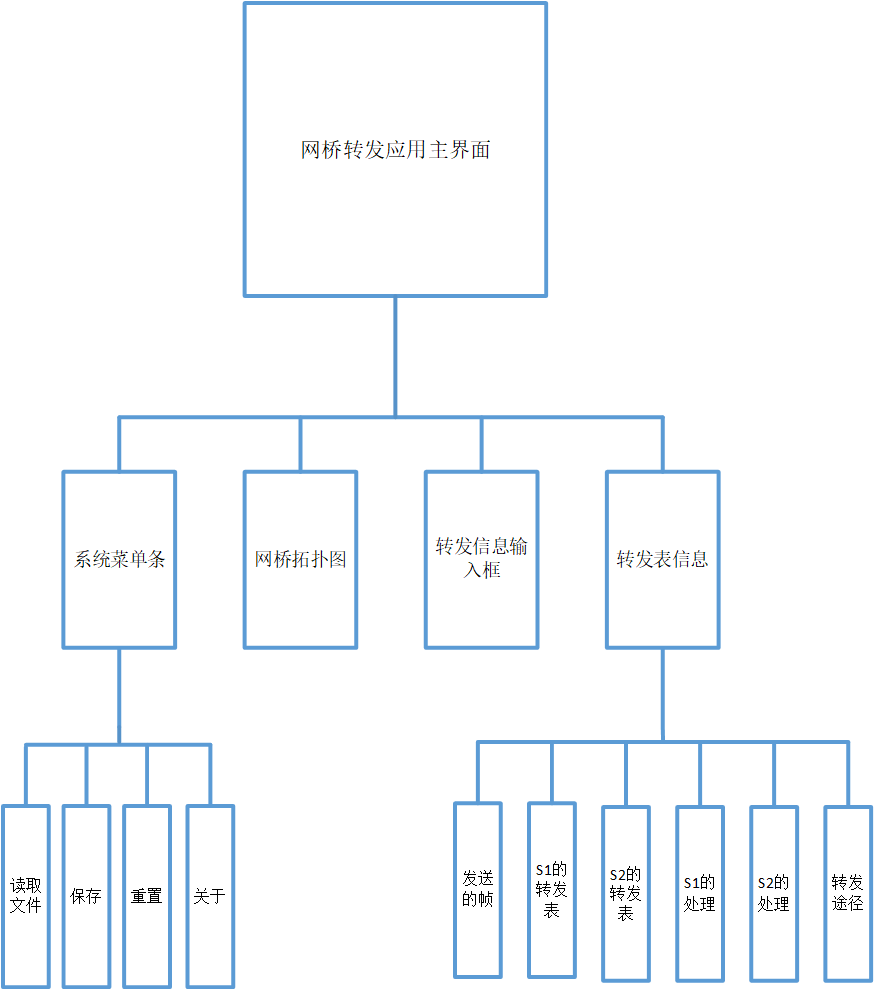 网桥转发应用主界面
系统菜单条
网桥拓扑图
转发信息输
入框
转发表信息
读取
文件
保存
重置
关于
发送
的帧
S1的
转发
表
S2的
转发
表
S1的
处理
S2的
处理
转发
途径